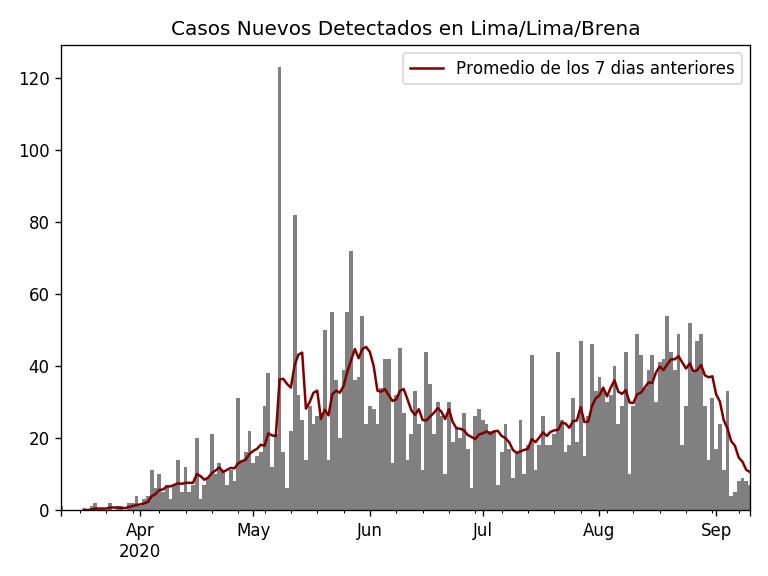 Casos Nuevos Detectados en Lima/Lima/Brena
Promedio de los 7 dias anteriores
120
100
80
60
40
20
0
Apr May Jun Jul Aug Sep
2020